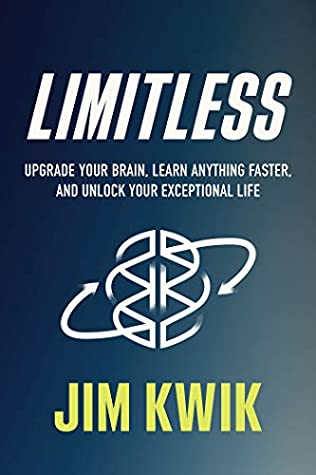 LIMITLESS
UPGRADE YOUR BRAIN, LEARN ANYTHING FASTER,
AND UNLOCK YOUR EXCEPTIONAL LIFE
JIM KWIK